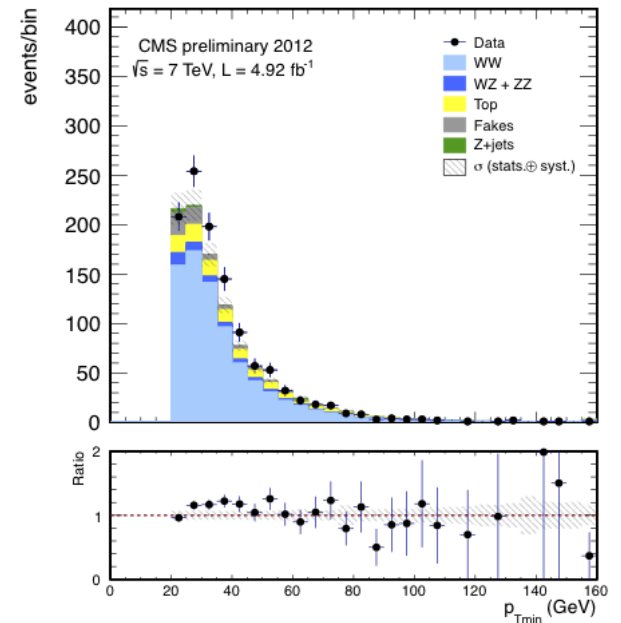 events/bin
400
350
300
250
200
150
100
50
0
CMS preliminary 2012
√s = 7 TeV, L = 4.92 fb⁻¹
Data
WW
WZ + ZZ
Top
Fakes
Z+jets
σ (stats.⊕ syst.)
Ratio
2
1
0
0 20 40 60 80 100 120 140 160
pTmin (GeV)